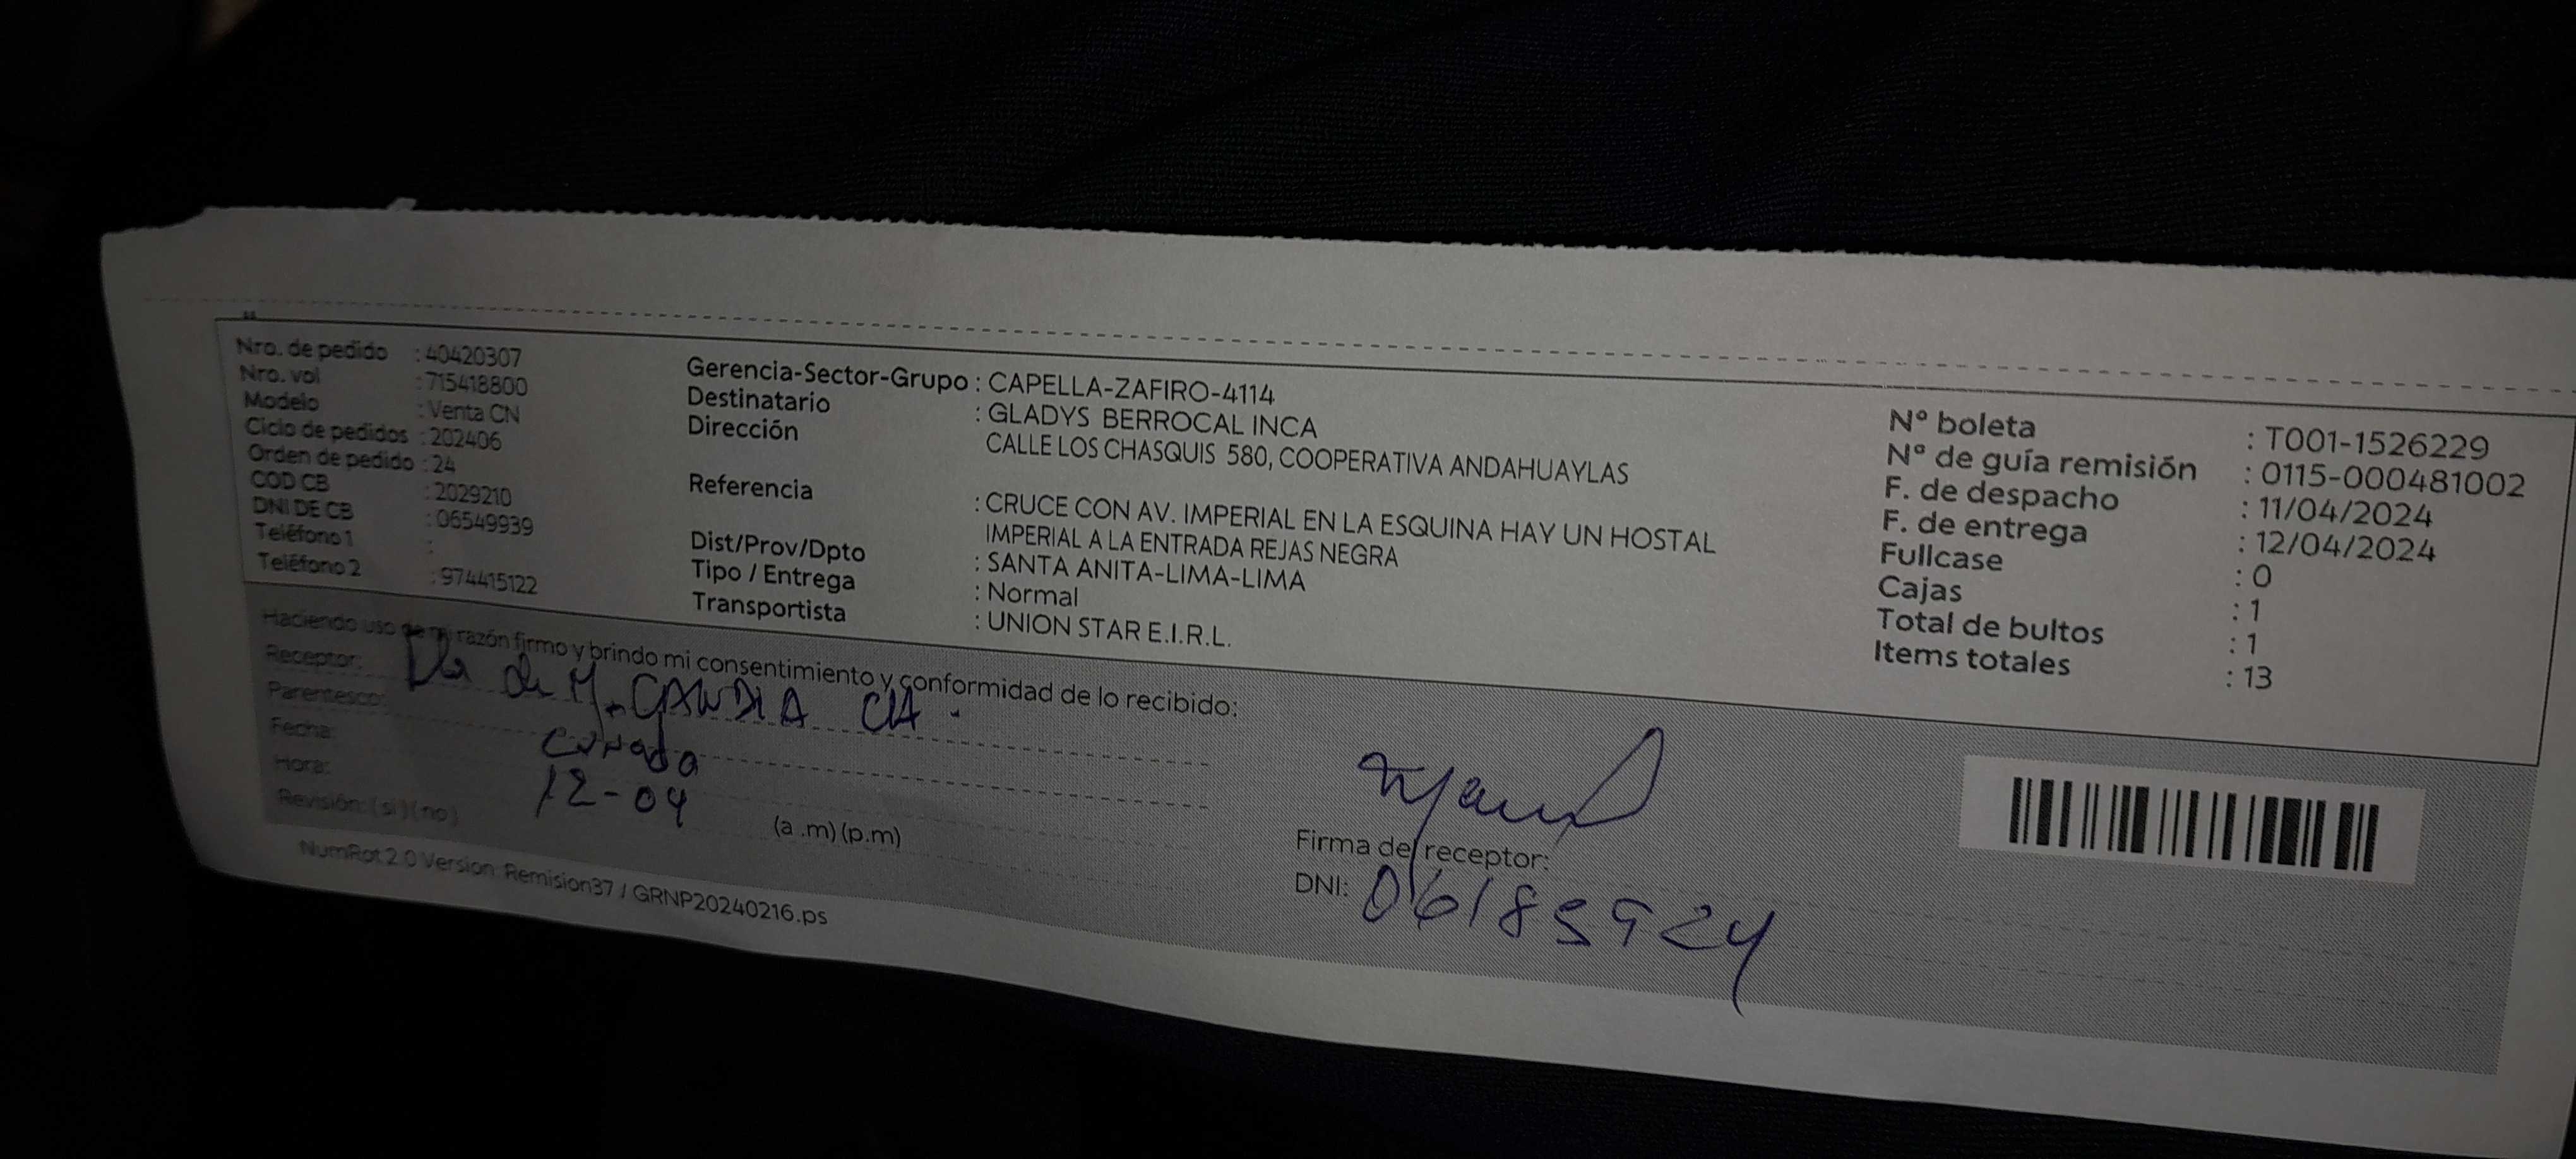 Nro. de pedido : 40420307
Nro. vol : 715418800
Modelo : Venta CN
Ciclo de pedidos : 202406
Orden de pedido : 24
COD CB : 2029210
DNI DE CB : 06549939
Teléfono 1 :
Teléfono 2 : 974415122
Gerencia-Sector-Grupo : CAPELLA-ZAFIRO-4114
Destinatario : GLADYS BERROCAL INCA
Dirección CALLE LOS CHASQUIS 580, COOPERATIVA ANDAHUAYLAS
Referencia : CRUCE CON AV. IMPERIAL EN LA ESQUINA HAY UN HOSTAL
IMPERIAL A LA ENTRADA REJAS NEGRA
Dist/Prov/Dpto : SANTA ANITA-LIMA-LIMA
Tipo / Entrega : Normal
Transportista : UNION STAR E.I.R.L.
N° boleta : T001-1526229
N° de guía remisión : 0115-000481002
F. de despacho : 11/04/2024
F. de entrega : 12/04/2024
Fullcase : 0
Cajas : 1
Total de bultos : 1
Items totales : 13
Haciendo uso de mi razón firmo y brindo mi consentimiento y conformidad de lo recibido:
Receptor:
Parentesco:
Fecha: 12-04
Hora: (a .m) (p.m)
Revisión: (si) (no)
Firma de receptor:
DNI: 06185924
NumRot 2.0 Version: Remision37 / GRNP20240216.ps